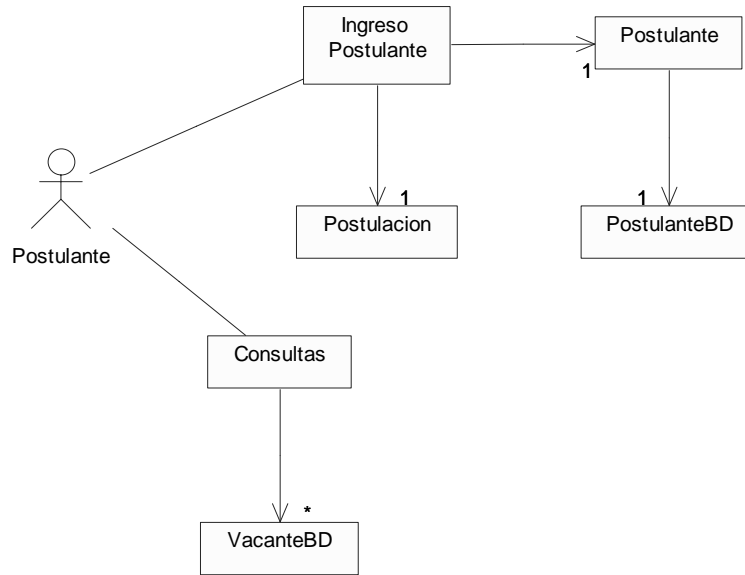 Ingreso
Postulante
Postulante
1
Postulante
1
Postulacion
1
PostulanteBD
Consultas
*
VacanteBD